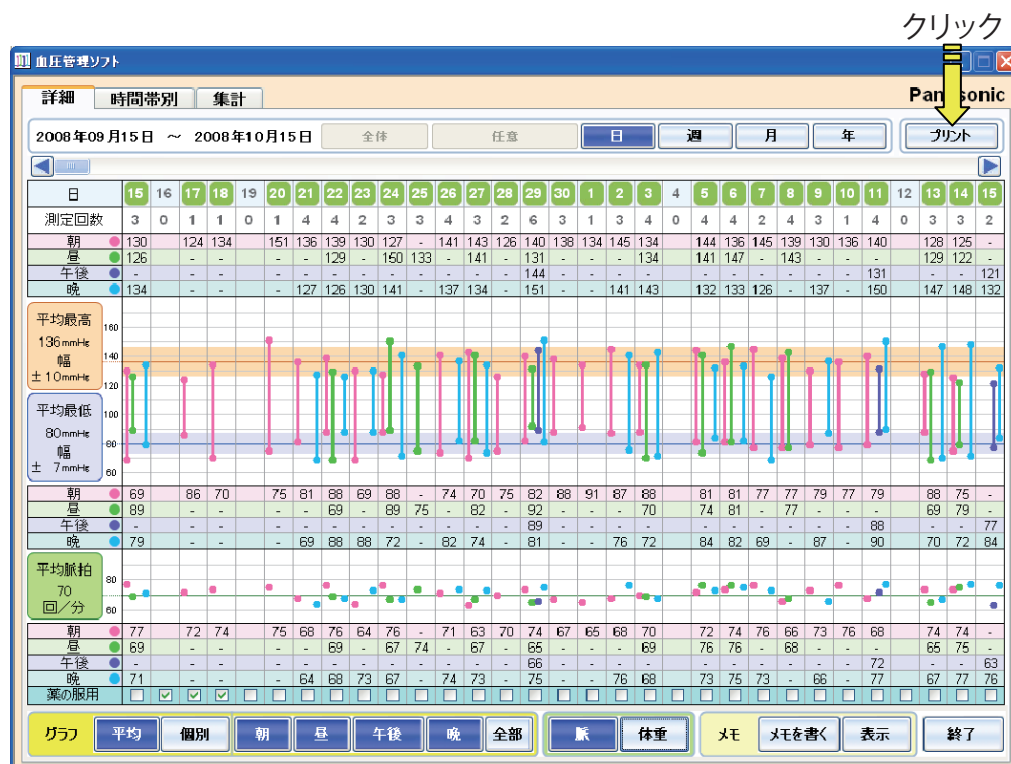 クリック
血圧管理ソフト
詳細 時間帯別 集計 Panasonic
2008年09月15日 ～ 2008年10月15日 全体 任意 日 週 月 年 プリント
日 15 16 17 18 19 20 21 22 23 24 25 26 27 28 29 30 1 2 3 4 5 6 7 8 9 10 11 12 13 14 15
測定回数 3 0 1 1 0 1 4 4 2 3 3 4 3 2 6 3 1 3 4 0 4 4 2 4 3 1 4 0 3 3 2
朝 130 124 134 151 136 139 130 127 - 141 143 126 140 138 134 145 134 144 136 145 139 130 136 140 128 125 -
昼 126 - - - - 129 - 150 133 - 141 - 131 - - - 134 141 147 - 143 - - - 129 122 -
午後 - - - - - - - - - - - - 144 - - - - - - - - - - 131 - - 121
晩 134 - - - 127 126 130 141 - 137 134 - 151 - - 141 143 132 133 126 - 137 - 150 147 148 132
平均最高
136mmHg
幅
±10mmHg
160
140
120
平均最低
80mmHg
幅
± 7mmHg
100
80
60
朝 69 86 70 75 81 88 69 88 - 74 70 75 82 88 91 87 88 81 81 77 77 79 77 79 88 75 -
昼 89 - - - - 69 - 89 75 - 82 - 92 - - - 70 74 81 - 77 - - - 69 79 -
午後 - - - - - - - - - - - - 89 - - - - - - - - - - 88 - - 77
晩 79 - - - 69 88 88 72 - 82 74 - 81 - - 76 72 84 82 69 - 87 - 90 70 72 84
平均脈拍
70
回／分
80
60
朝 77 72 74 75 68 76 64 76 - 71 63 70 74 67 65 68 70 72 74 76 66 73 76 68 74 74 -
昼 69 - - - - 69 - 67 74 - 67 - 65 - - - 69 76 76 - 68 - - - 65 75 -
午後 - - - - - - - - - - - - 66 - - - - - - - - - - 72 - - 63
晩 71 - - - 64 68 73 67 - 74 73 - 75 - - 76 68 73 75 73 - 66 - 77 67 77 76
薬の服用
グラフ 平均 個別 朝 昼 午後 晩 全部 脈 体重 メモ メモを書く 表示 終了